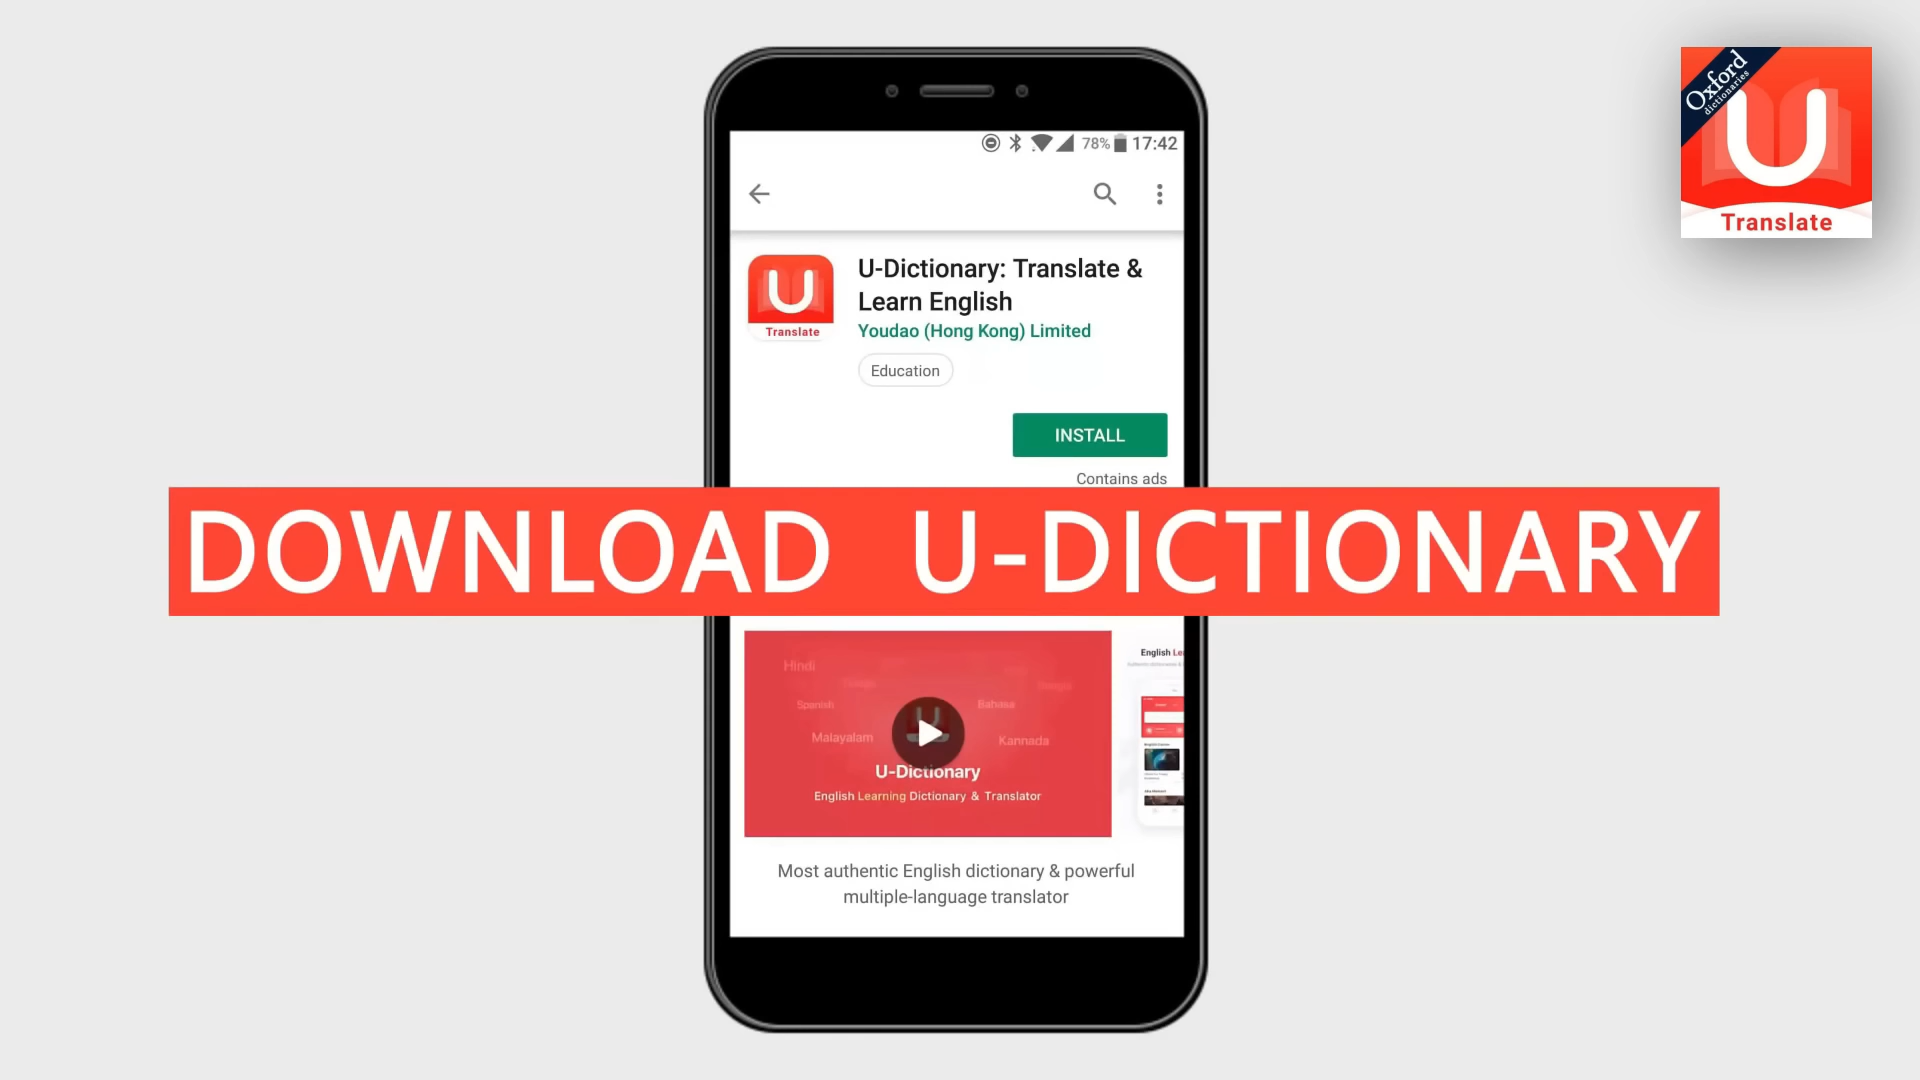 Oxford
dictionaries
U
Translate
78% 17:42
U
Translate
U-Dictionary: Translate &
Learn English
Youdao (Hong Kong) Limited
Education
INSTALL
Contains ads
DOWNLOAD U-DICTIONARY
Hindi
Spanish
Bahasa
Malayalam
Kannada
U-Dictionary
English Learning Dictionary & Translator
English Le
Most authentic English dictionary & powerful
multiple-language translator